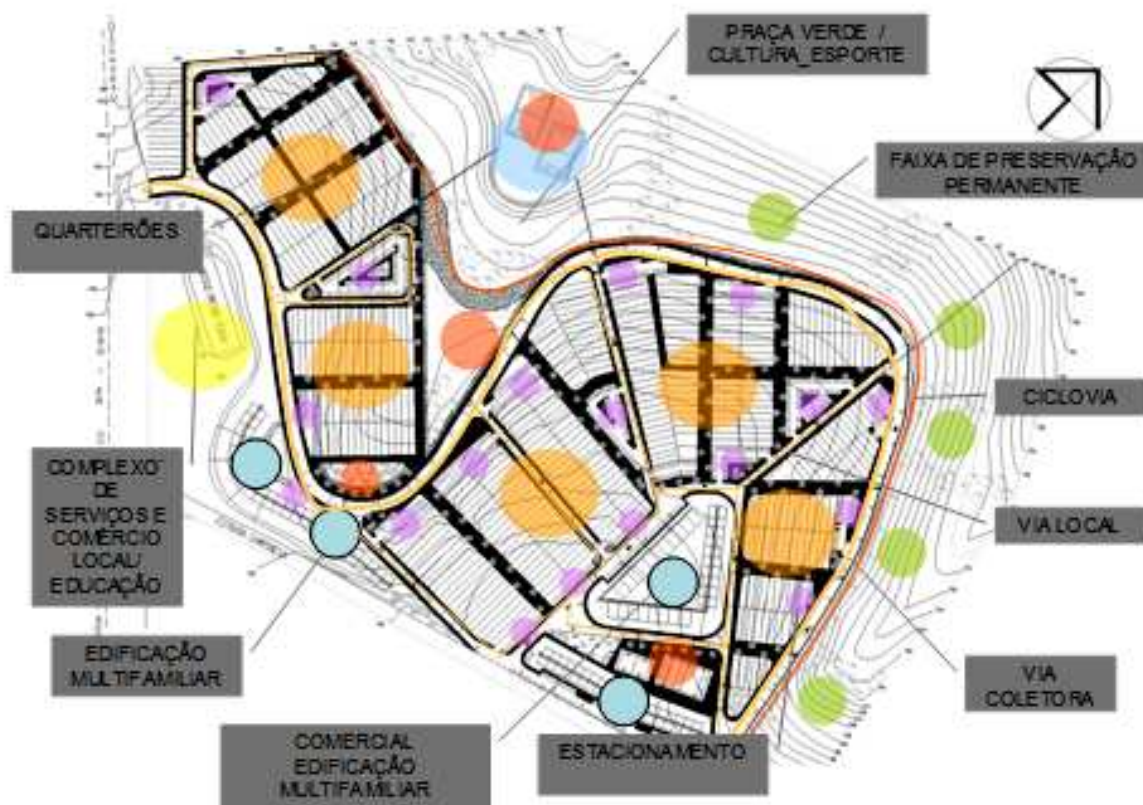 PRAÇA VERDE /
CULTURA_ESPORTE
FAIXA DE PRESERVAÇÃO
PERMANENTE
QUARTEIRÕES
CICLOVIA
COMPLEXO
DE
SERVIÇOS E
COMÉRCIO
LOCAL/
EDUCAÇÃO
VIA LOCAL
EDIFICAÇÃO
MULTIFAMILIAR
VIA
COLETORA
COMERCIAL
EDIFICAÇÃO
MULTIFAMILIAR
ESTACIONAMENTO